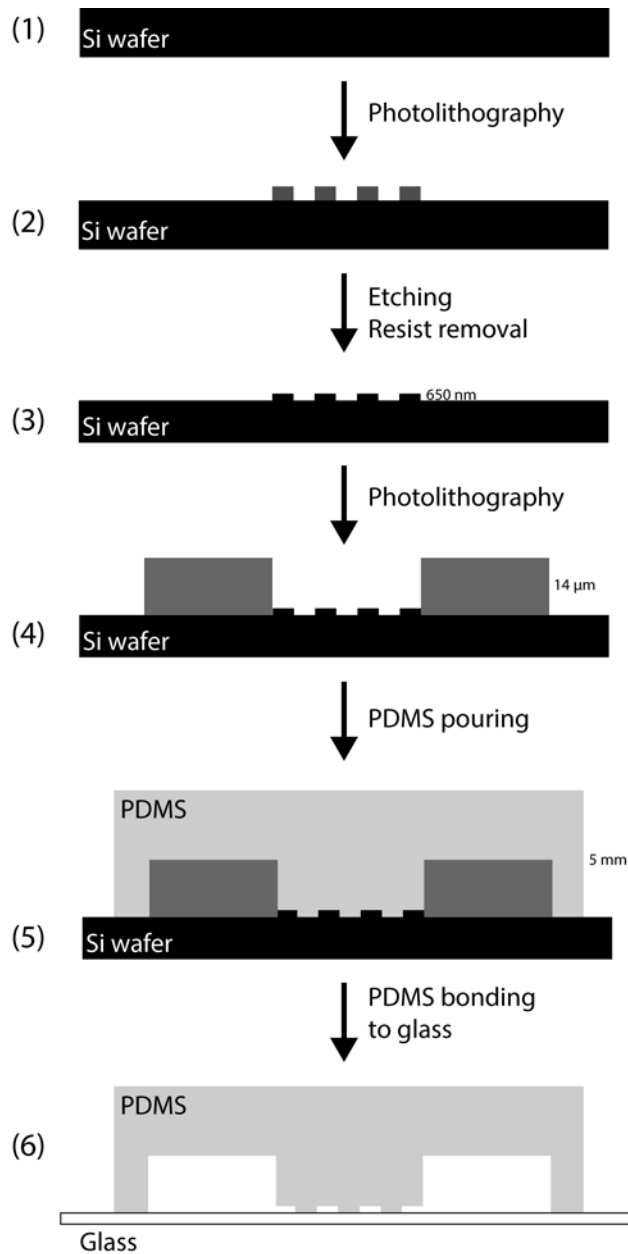 (1)
Si wafer
Photolithography
(2)
Si wafer
Etching
Resist removal
650 nm
(3)
Si wafer
Photolithography
14 µm
(4)
Si wafer
PDMS pouring
PDMS
5 mm
(5)
Si wafer
PDMS bonding
to glass
PDMS
(6)
Glass